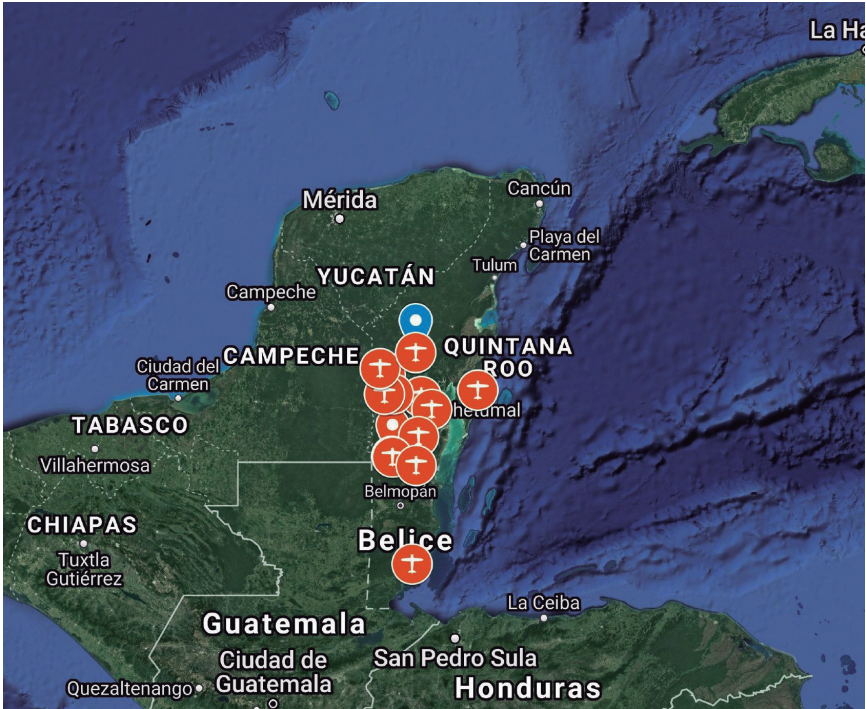 La Ha
Mérida
Cancún
Playa del
Carmen
Tulum
YUCATÁN
Campeche
QUINTANA
ROO
CAMPECHE
Ciudad del
Carmen
hetumal
TABASCO
Villahermosa
Belmopán
CHIAPAS
Belice
Tuxtla
Gutiérrez
La Ceiba
Guatemala
San Pedro Sula
Ciudad de
Guatemala
Quezaltenango
Honduras